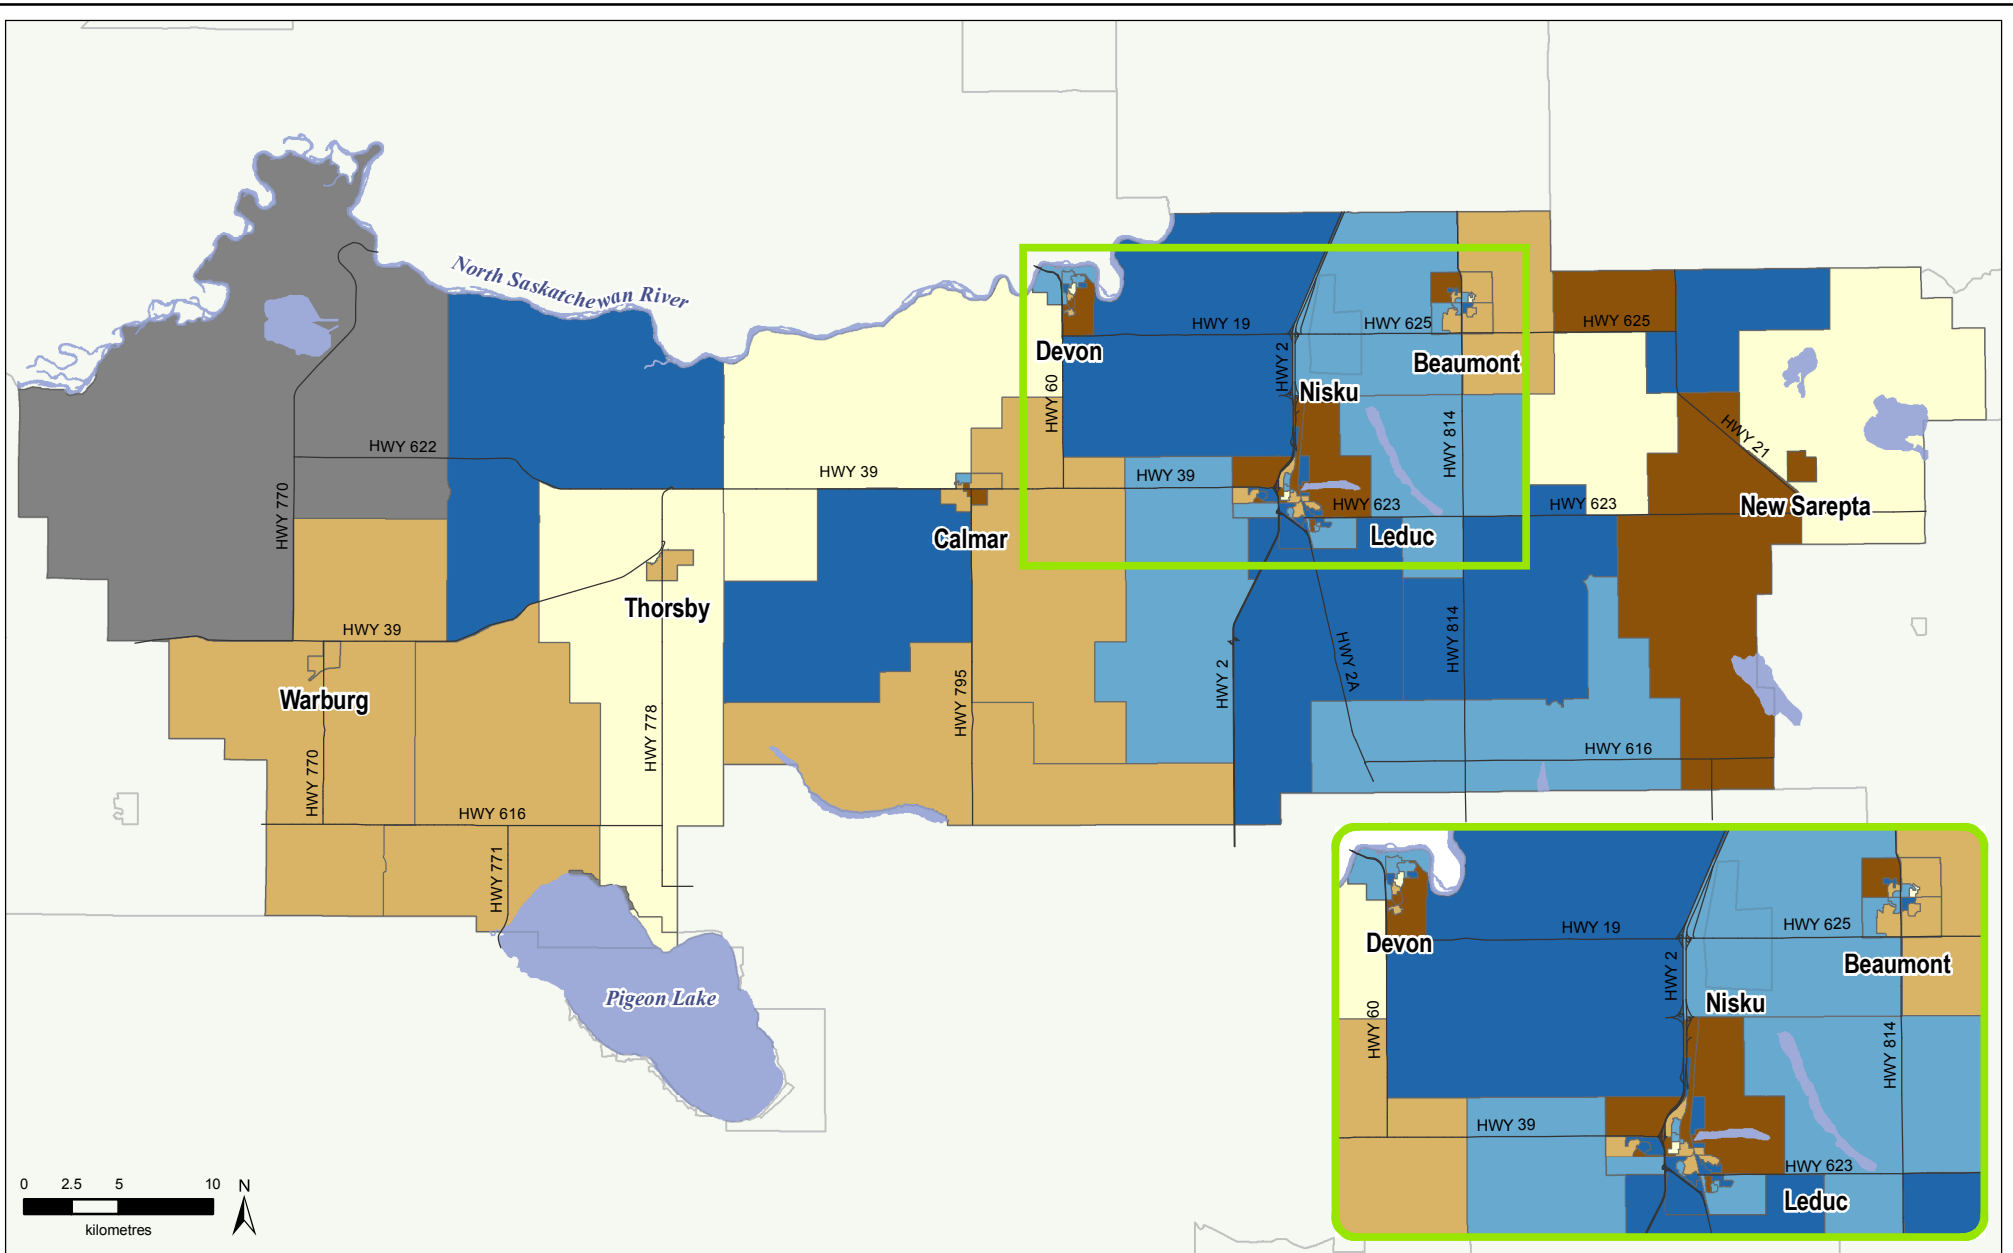 North Saskatchewan River
HWY 19
HWY 625
HWY 625
Devon
HWY 2
Beaumont
HWY 60
Nisku
HWY 21
HWY 622
HWY 814
HWY 39
HWY 39
HWY 770
HWY 623
HWY 623
New Sarepta
Calmar
Leduc
Thorsby
HWY 39
HWY 814
HWY 2A
HWY 2
Warburg
HWY 795
HWY 778
HWY 616
HWY 770
HWY 616
HWY 771
Pigeon Lake
HWY 19
HWY 625
Devon
HWY 2
Beaumont
Nisku
HWY 60
HWY 814
HWY 39
HWY 623
Leduc
0 2.5 5 10
N
kilometres